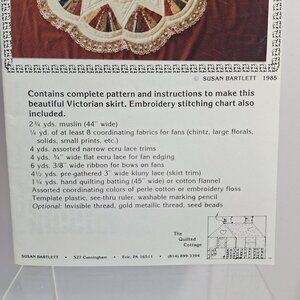 © SUSAN BARTLETT 1985
Contains complete pattern and instructions to make this
beautiful Victorian skirt. Embroidery stitching chart also
included.
2¾ yds. muslin (44" wide)
¼ yd. of at least 8 coordinating fabrics for fans (chintz, large florals,
solids, small prints, etc.)
4 yds. assorted narrow ecru lace trims
4 yds. ¾" wide flat ecru lace for fan edging
6 yds. 3/8" wide ribbon for bows on fans
4½ yds. pre-gathered 3" wide kluny lace (skirt trim)
1¼ yds. hand quilting batting (45" wide) or cotton flannel
Assorted coordinating colors of perle cotton or embroidery floss
Template plastic, see-thru ruler, washable marking pencil
Optional: Invisible thread, gold metallic thread, seed beads
The
Quilted
Cottage
SUSAN BARTLETT • 527 Cunningham • Erie, PA 16511 • (814) 899-3394